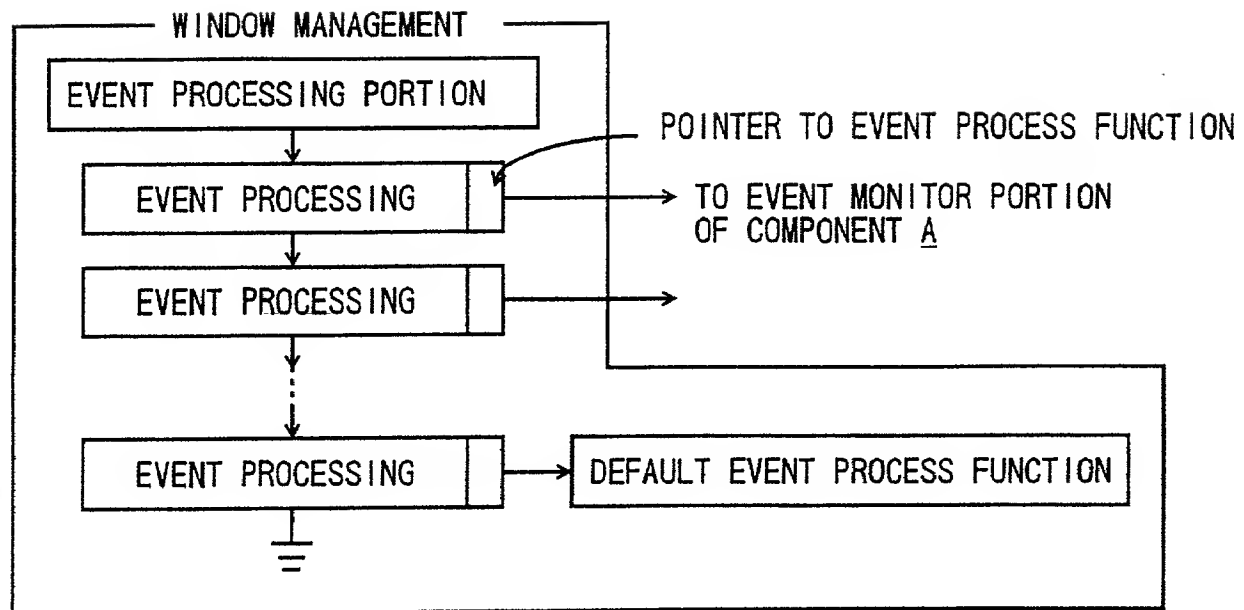 WINDOW MANAGEMENT
EVENT PROCESSING PORTION
POINTER TO EVENT PROCESS FUNCTION
EVENT PROCESSING
TO EVENT MONITOR PORTION
OF COMPONENT A
EVENT PROCESSING
EVENT PROCESSING
DEFAULT EVENT PROCESS FUNCTION